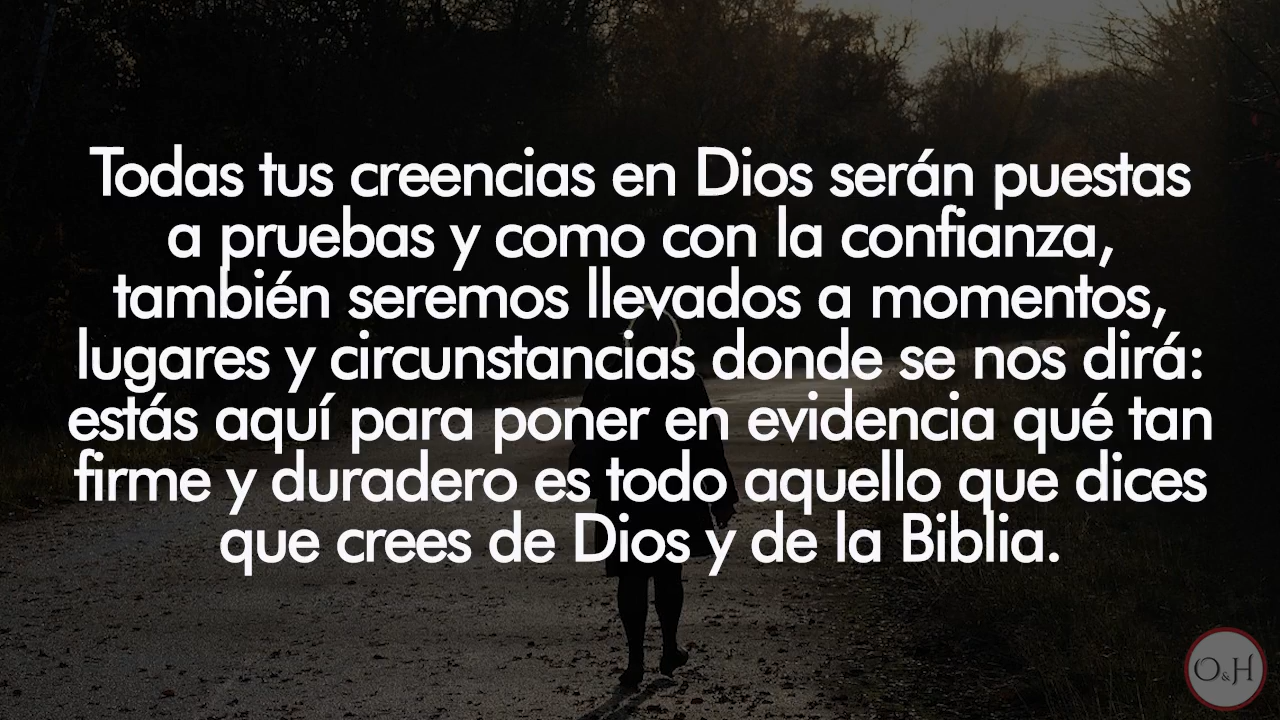 Todas tus creencias en Dios serán puestas
a pruebas y como con la confianza,
también seremos llevados a momentos,
lugares y circunstancias donde se nos dirá:
estás aquí para poner en evidencia qué tan
firme y duradero es todo aquello que dices
que crees de Dios y de la Biblia.
O&H